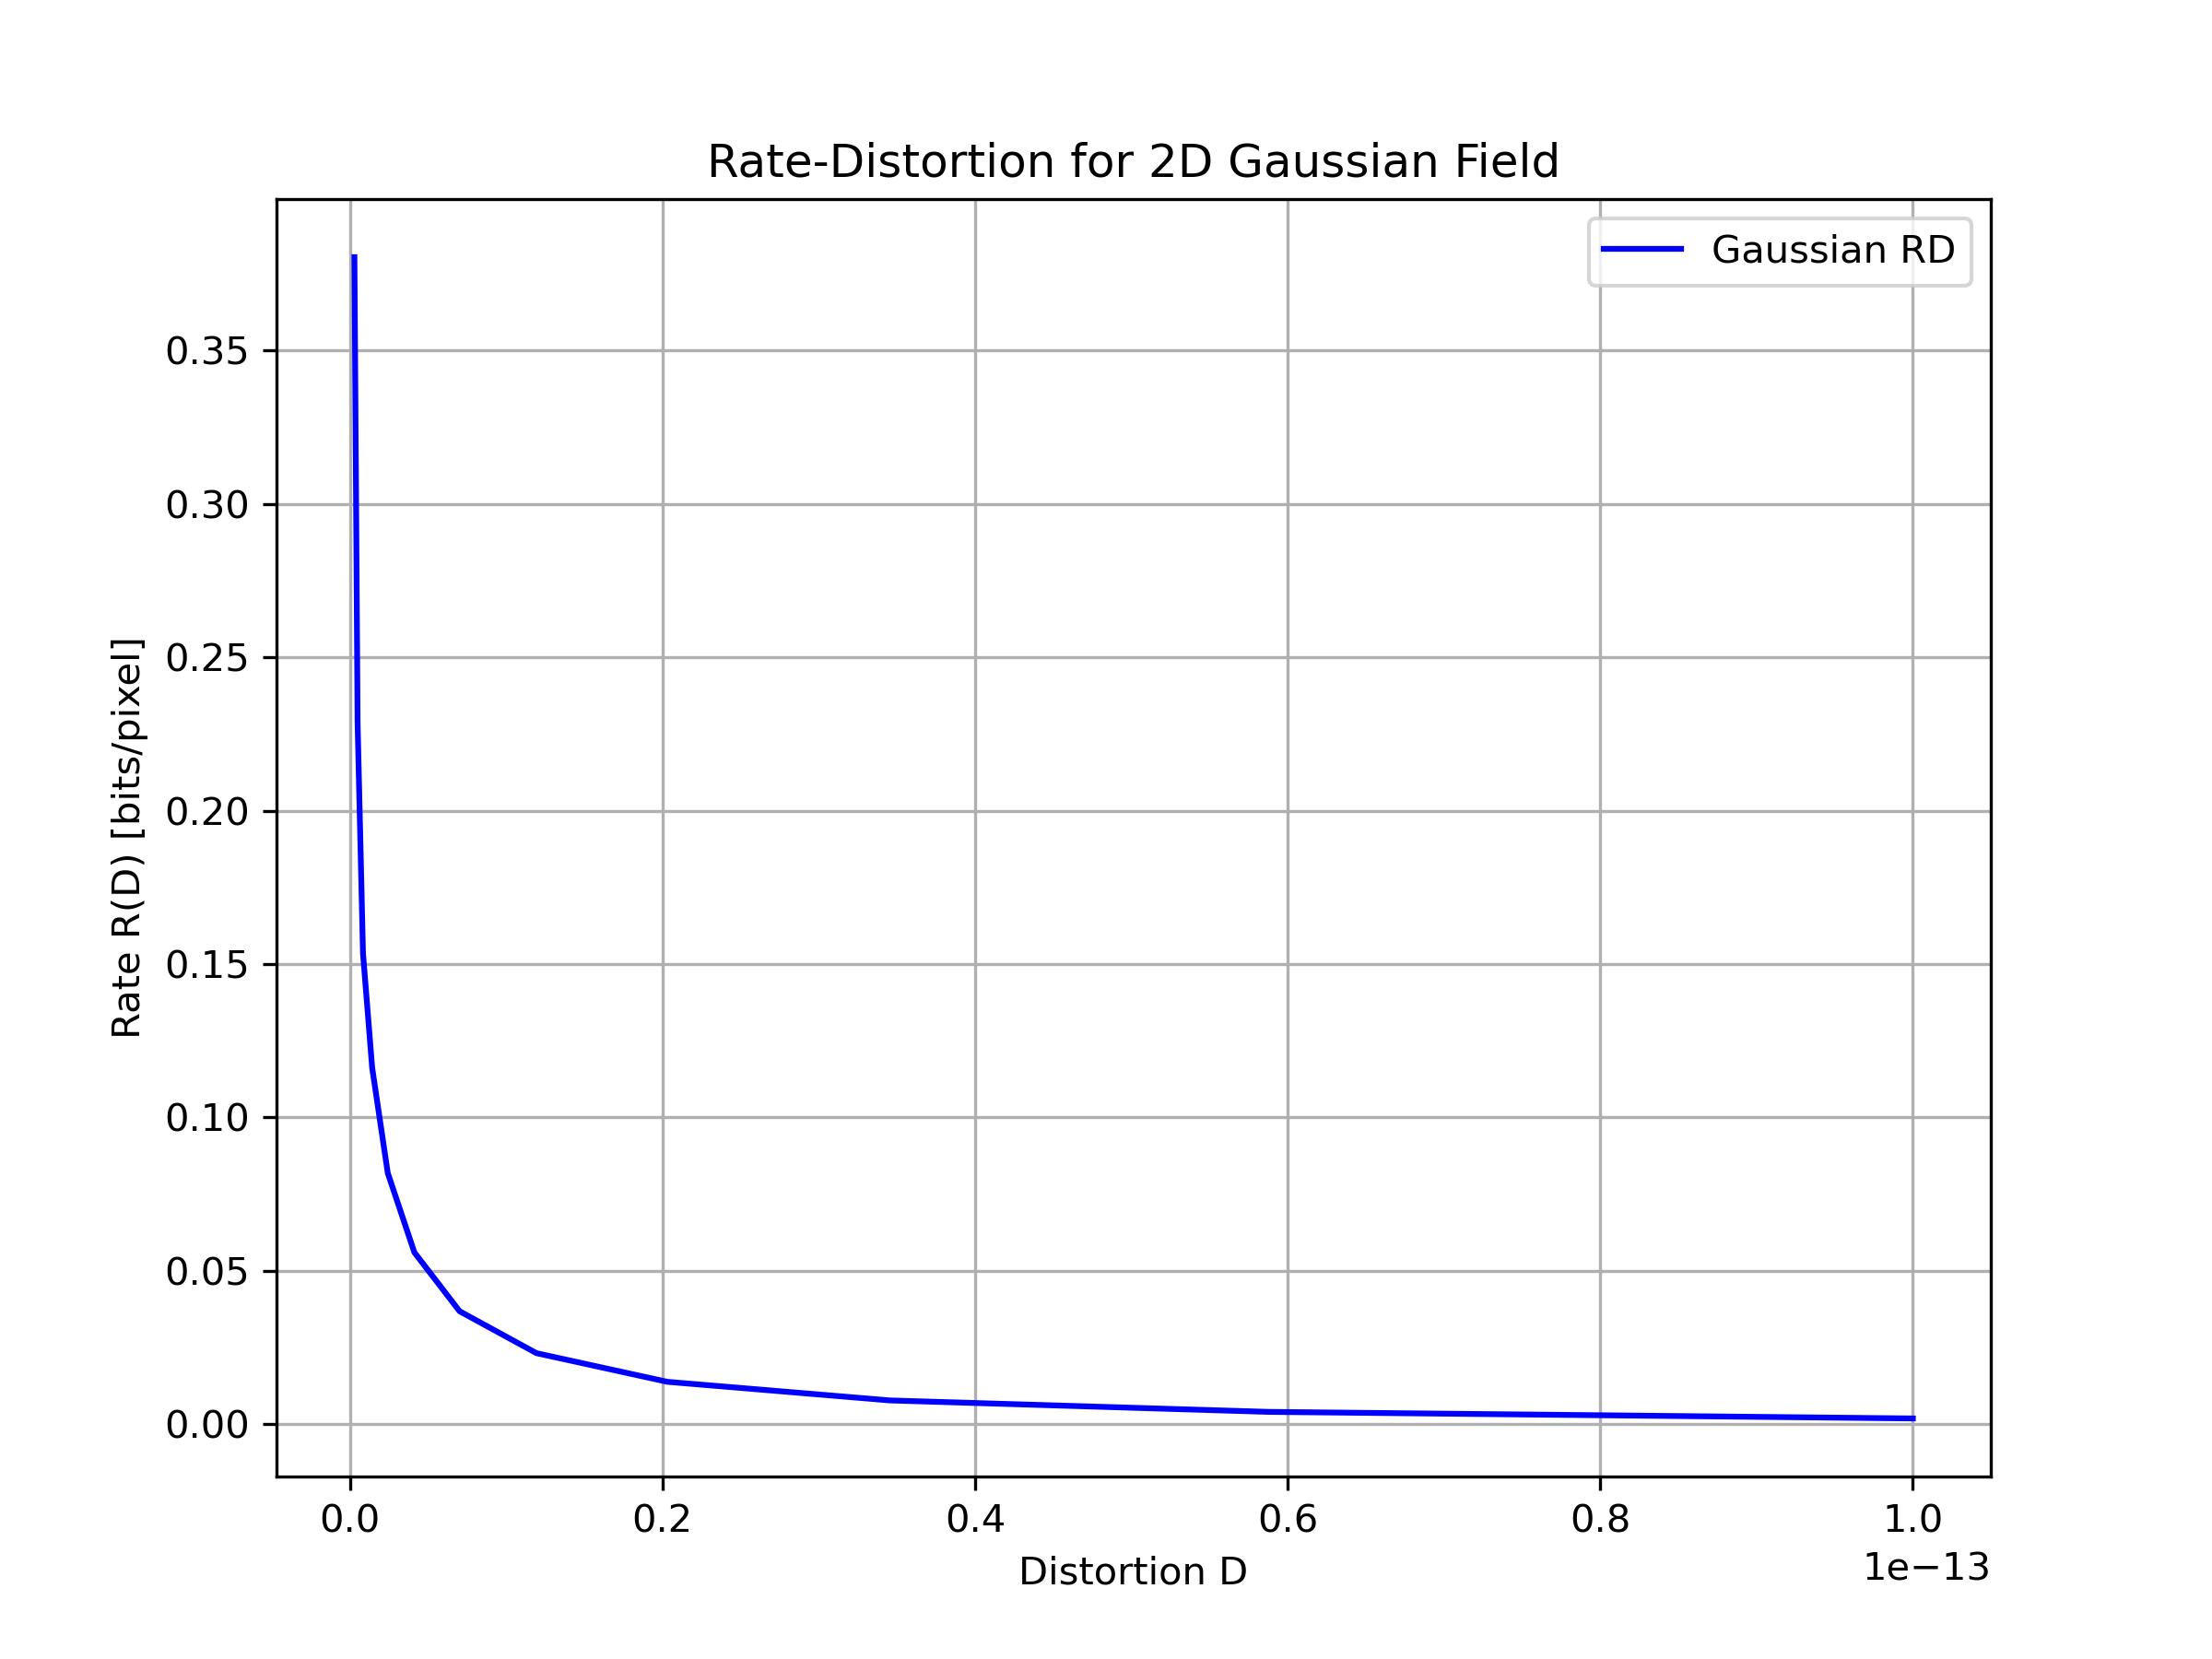 Rate-Distortion for 2D Gaussian Field
Gaussian RD
Rate R(D) [bits/pixel]
0.35
0.30
0.25
0.20
0.15
0.10
0.05
0.00
0.0 0.2 0.4 0.6 0.8 1.0
Distortion D
1e−13